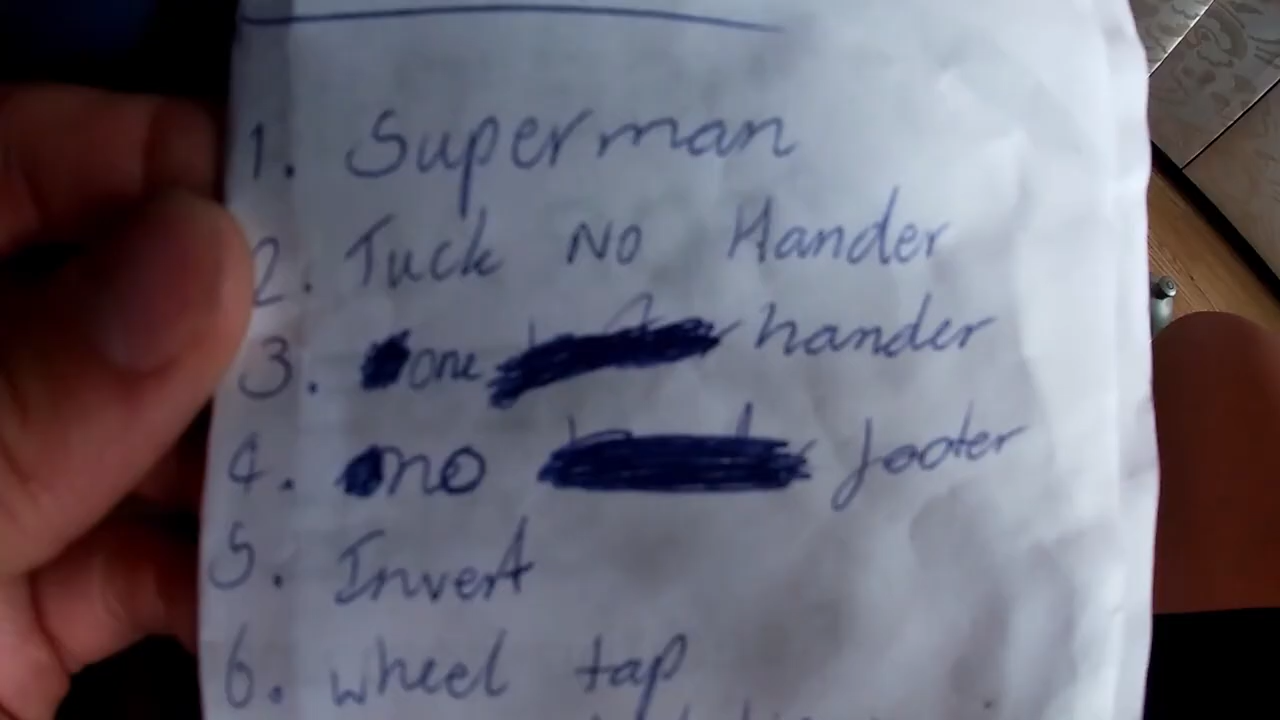 1. Superman
2. Tuck No Hander
3. one hander
4. no footer
5. Invert
6. wheel tap